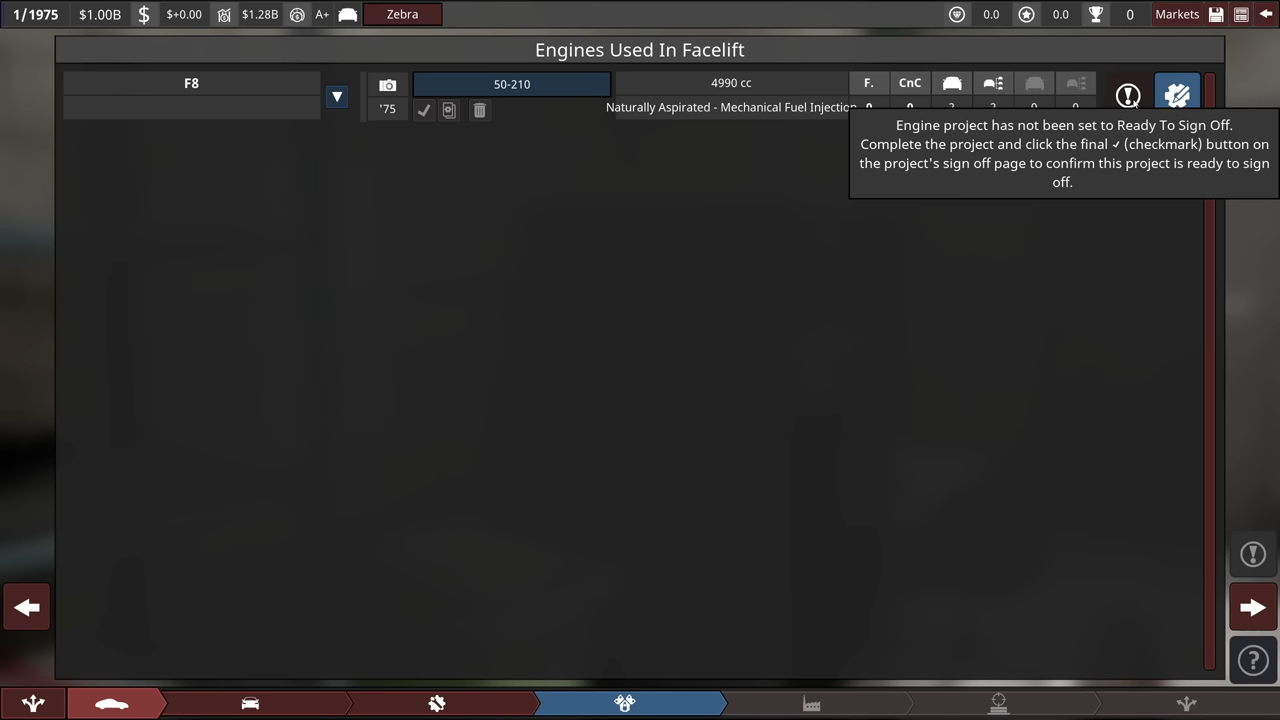 1/1975 $1.00B $ $+0.00 $1.28B A+ Zebra 0.0 0.0 0 Markets
Engines Used In Facelift
F8
50-210
4990 cc
F. CnC
'75
Naturally Aspirated - Mechanical Fuel Injection
Engine project has not been set to Ready To Sign Off.
Complete the project and click the final ✓ (checkmark) button on
the project's sign off page to confirm this project is ready to sign
off.